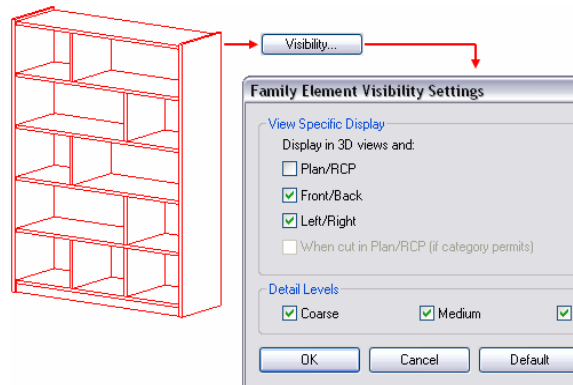 Visibility...
Family Element Visibility Settings
View Specific Display
Display in 3D views and:
Plan/RCP
Front/Back
Left/Right
When cut in Plan/RCP (if category permits)
Detail Levels
Coarse Medium
OK Cancel Default